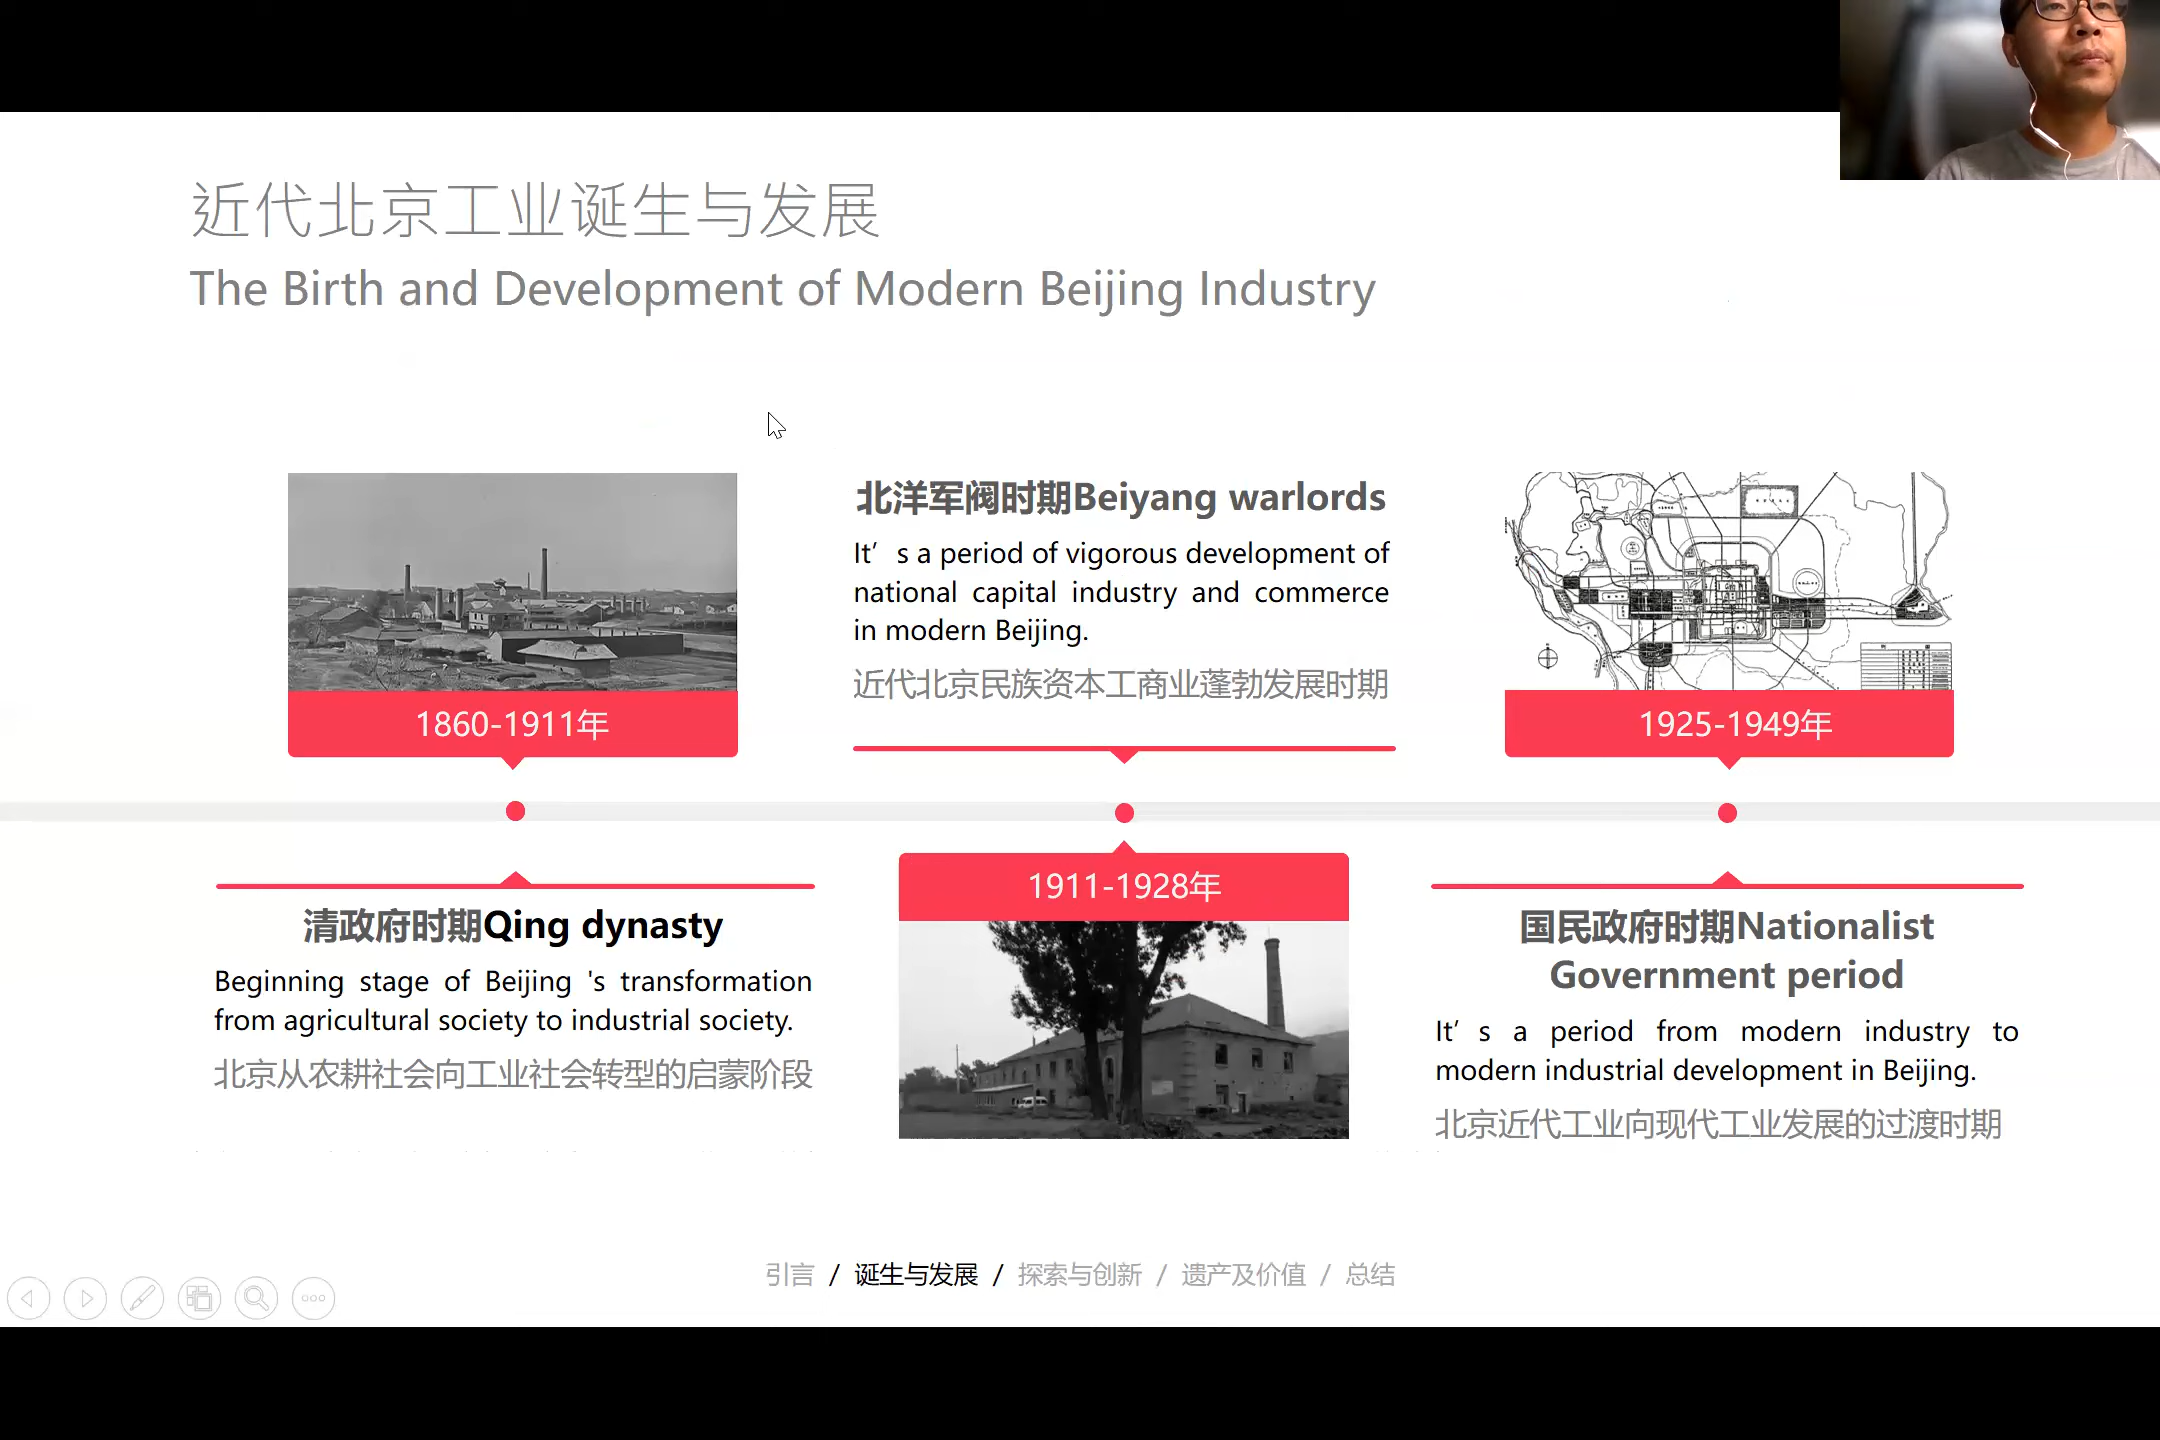 近代北京工业诞生与发展
The Birth and Development of Modern Beijing Industry
1860-1911年
清政府时期Qing dynasty
Beginning stage of Beijing 's transformation
from agricultural society to industrial society.
北京从农耕社会向工业社会转型的启蒙阶段
北洋军阀时期Beiyang warlords
It’s a period of vigorous development of
national capital industry and commerce
in modern Beijing.
近代北京民族资本工商业蓬勃发展时期
1911-1928年
1925-1949年
国民政府时期Nationalist
Government period
It’s a period from modern industry to
modern industrial development in Beijing.
北京近代工业向现代工业发展的过渡时期
引言 / 诞生与发展 / 探索与创新 / 遗产及价值 / 总结